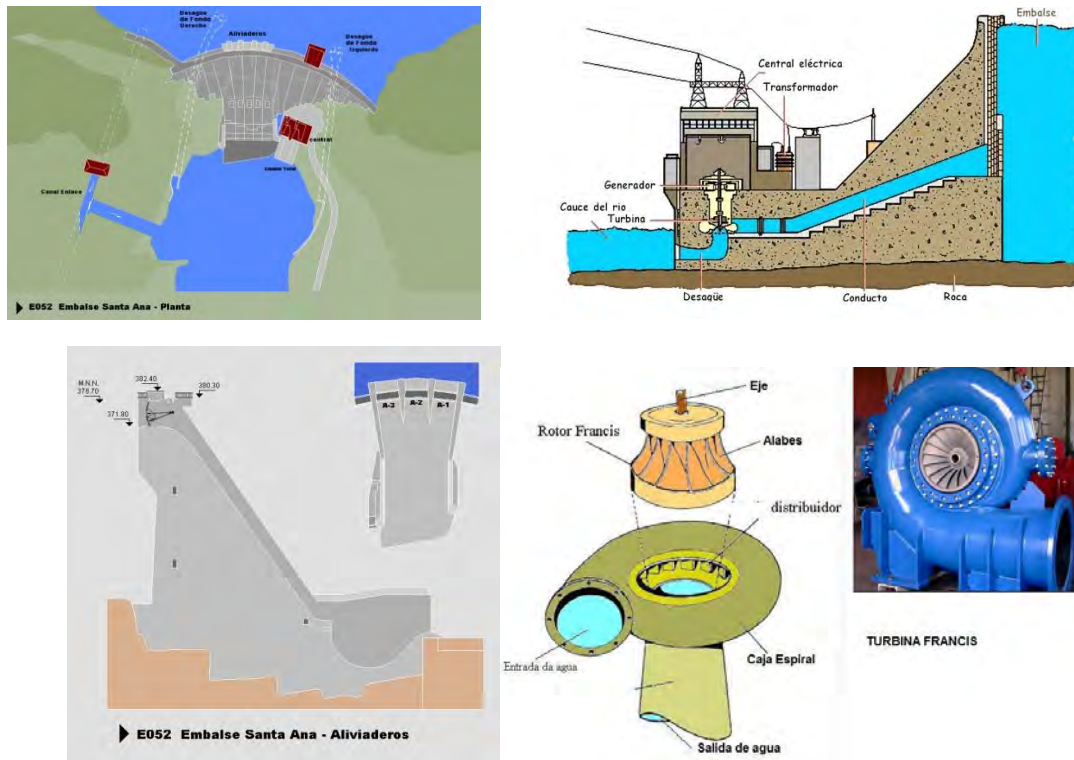 Desagüe
de Fondo
Derecho
Aliviaderos
Desagüe
de Fondo
Izquierdo
central
Canal Enlace
E052 Embalse Santa Ana - Planta
Embalse
Central eléctrica
Transformador
Generador
Cauce del rio
Turbina
Desagüe
Conducto
Roca
M.N.N.
376.70
382.40
380.30
371.80
A-3
A-2
A-1
E052 Embalse Santa Ana - Aliviaderos
Eje
Rotor Francis
Alabes
distribuidor
Entrada da agua
Caja Espiral
Salida de agua
TURBINA FRANCIS